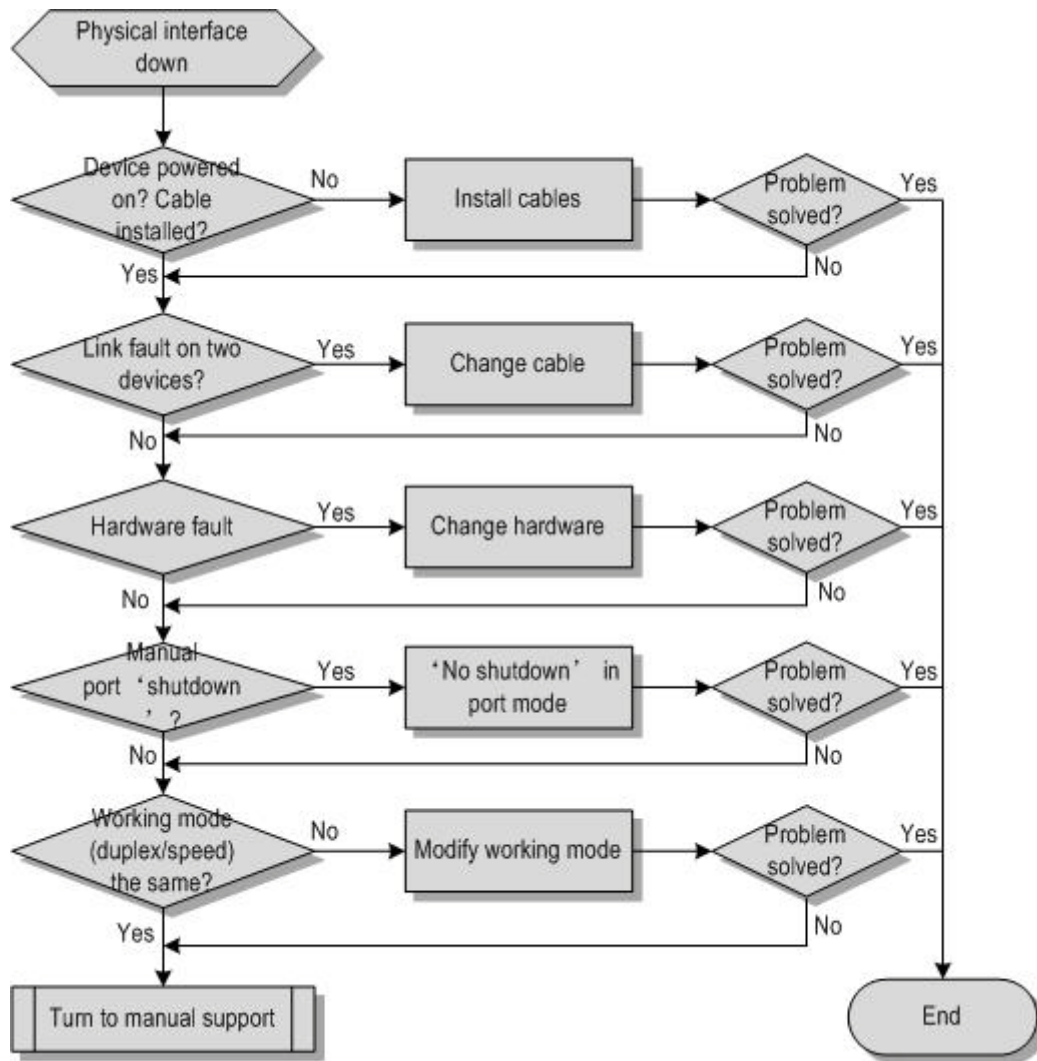 Physical interface
down
Device powered
on? Cable
installed?
No
Install cables
Problem
solved?
Yes
Yes
No
Link fault on two
devices?
Yes
Change cable
Problem
solved?
Yes
No
No
Hardware fault
Yes
Change hardware
Problem
solved?
Yes
No
No
Manual
port ‘shutdown
’ ?
Yes
‘No shutdown’ in
port mode
Problem
solved?
Yes
No
No
Working mode
(duplex/speed)
the same?
No
Modify working mode
Problem
solved?
Yes
Yes
No
Turn to manual support
End